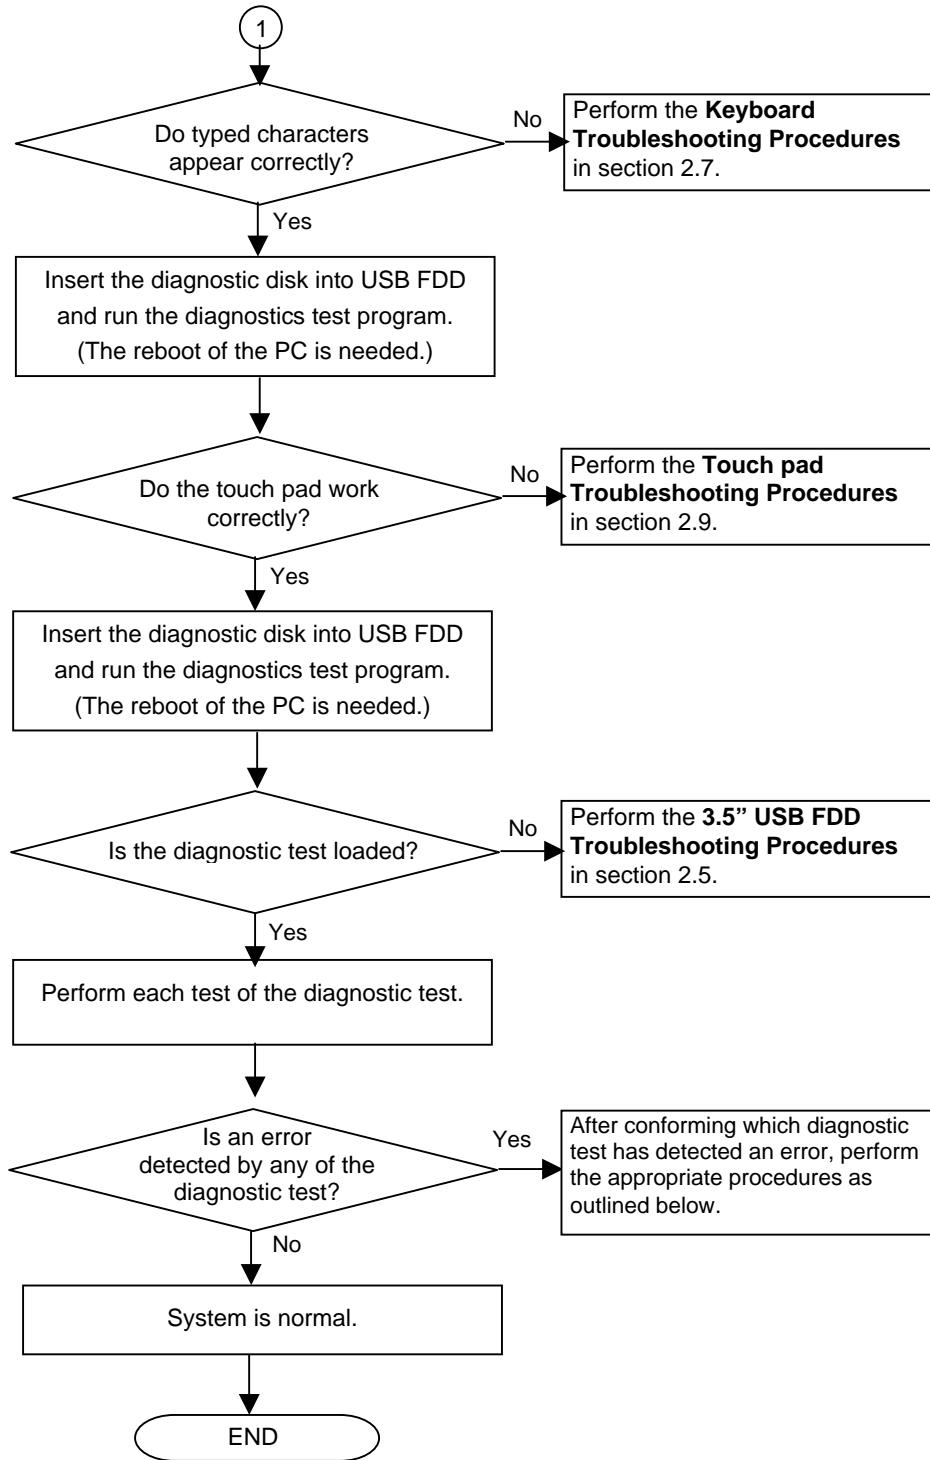 1
Do typed characters
appear correctly?
No
Perform the Keyboard
Troubleshooting Procedures
in section 2.7.
Yes
Insert the diagnostic disk into USB FDD
and run the diagnostics test program.
(The reboot of the PC is needed.)
Do the touch pad work
correctly?
No
Perform the Touch pad
Troubleshooting Procedures
in section 2.9.
Yes
Insert the diagnostic disk into USB FDD
and run the diagnostics test program.
(The reboot of the PC is needed.)
Is the diagnostic test loaded?
No
Perform the 3.5” USB FDD
Troubleshooting Procedures
in section 2.5.
Yes
Perform each test of the diagnostic test.
Is an error
detected by any of the
diagnostic test?
Yes
After conforming which diagnostic
test has detected an error, perform
the appropriate procedures as
outlined below.
No
System is normal.
END